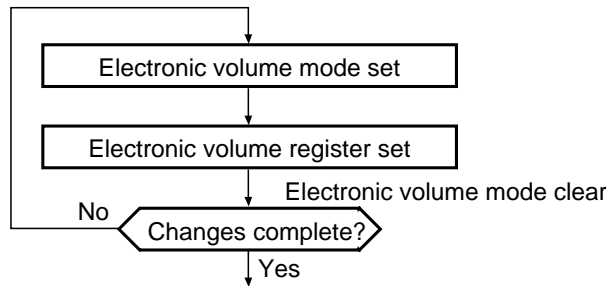 Electronic volume mode set
Electronic volume register set
Electronic volume mode clear
No
Changes complete?
Yes